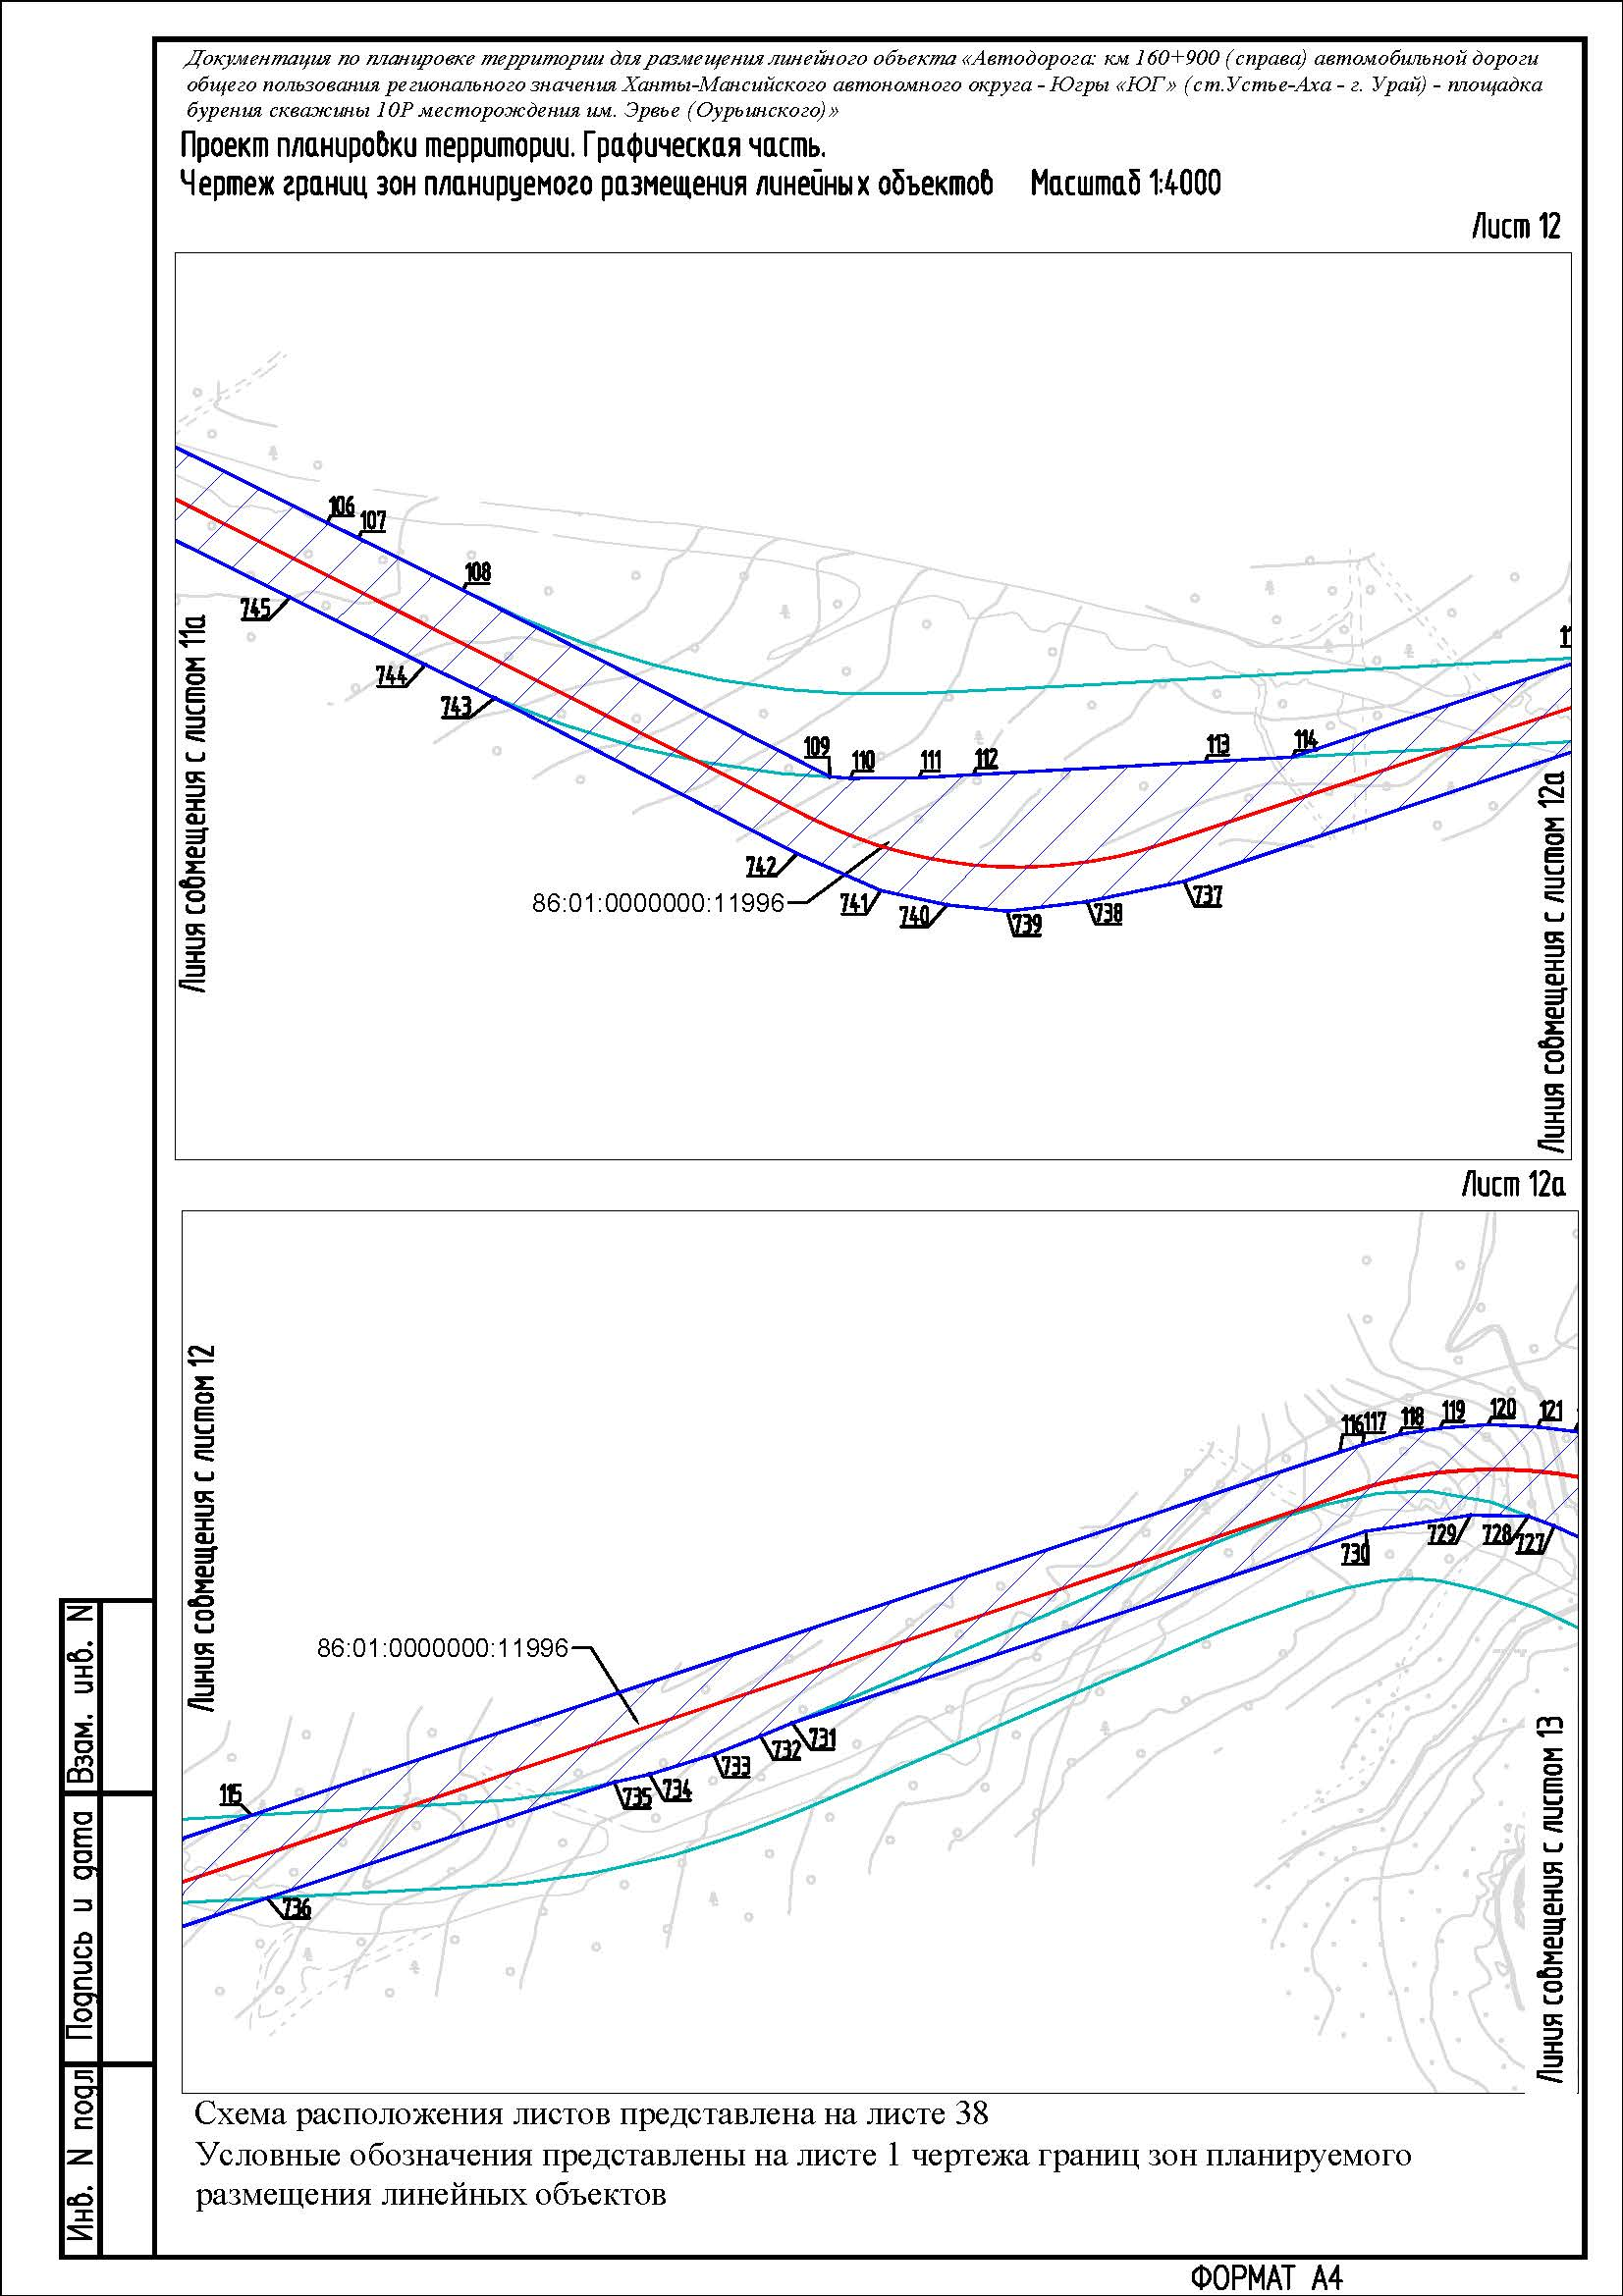 Документация по планировке территории для размещения линейного объекта «Автодорога: км 160+900 (справа) автомобильной дороги
общего пользования регионального значения Ханты-Мансийского автономного округа - Югры «ЮГ» (ст.Устье-Аха - г. Урай) - площадка
бурения скважины 10Р месторождения им. Эрвье (Оурьинского)»
Проект планировки территории. Графическая часть.
Чертеж границ зон планируемого размещения линейных объектов Масштаб 1:4000
Лист 12
106
107
108
745
744
743
Линия совмещения с листом 11а
109
110
111
112
113
114
11
742
741
740
739
738
737
86:01:0000000:11996
Линия совмещения с листом 12а
Лист 12а
Линия совмещения с листом 12
116
117
118
119
120
121
730
729
728
727
86:01:0000000:11996
731
732
733
734
735
115
736
Линия совмещения с листом 13
Схема расположения листов представлена на листе 38
Условные обозначения представлены на листе 1 чертежа границ зон планируемого
размещения линейных объектов
Взам. инв. N
Подпись и дата
Инв. N подл
ФОРМАТ А4